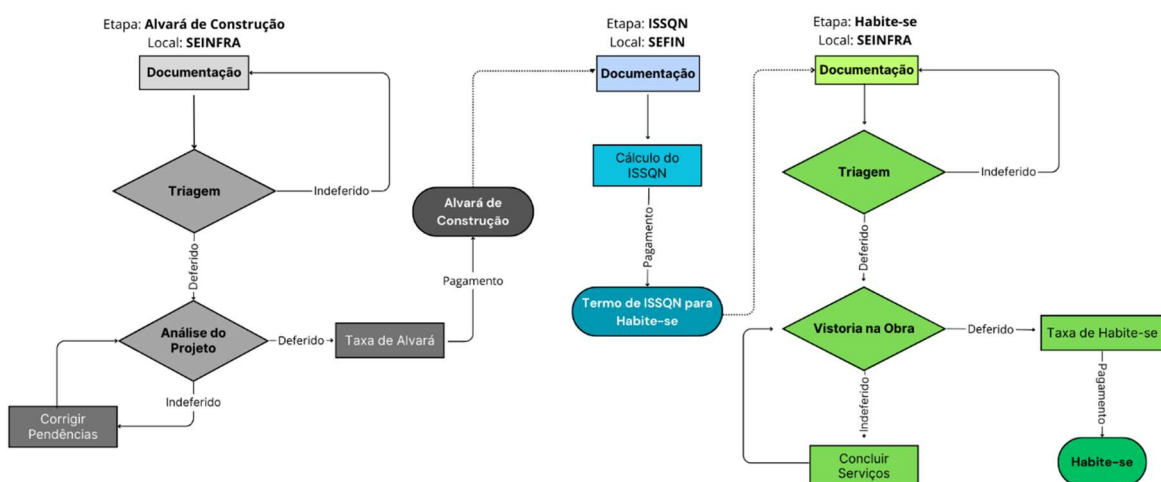 Etapa: Alvará de Construção
Local: SEINFRA
Documentação
Triagem
Indeferido
Deferido
Análise do
Projeto
Deferido
Taxa de Alvará
Indeferido
Corrigir
Pendências
Pagamento
Alvará de
Construção
Etapa: ISSQN
Local: SEFIN
Documentação
Cálculo do
ISSQN
Pagamento
Termo de ISSQN para
Habite-se
Etapa: Habite-se
Local: SEINFRA
Documentação
Triagem
Indeferido
Deferido
Vistoria na Obra
Deferido
Taxa de Habite-se
Indeferido
Pagamento
Concluir
Serviços
Habite-se